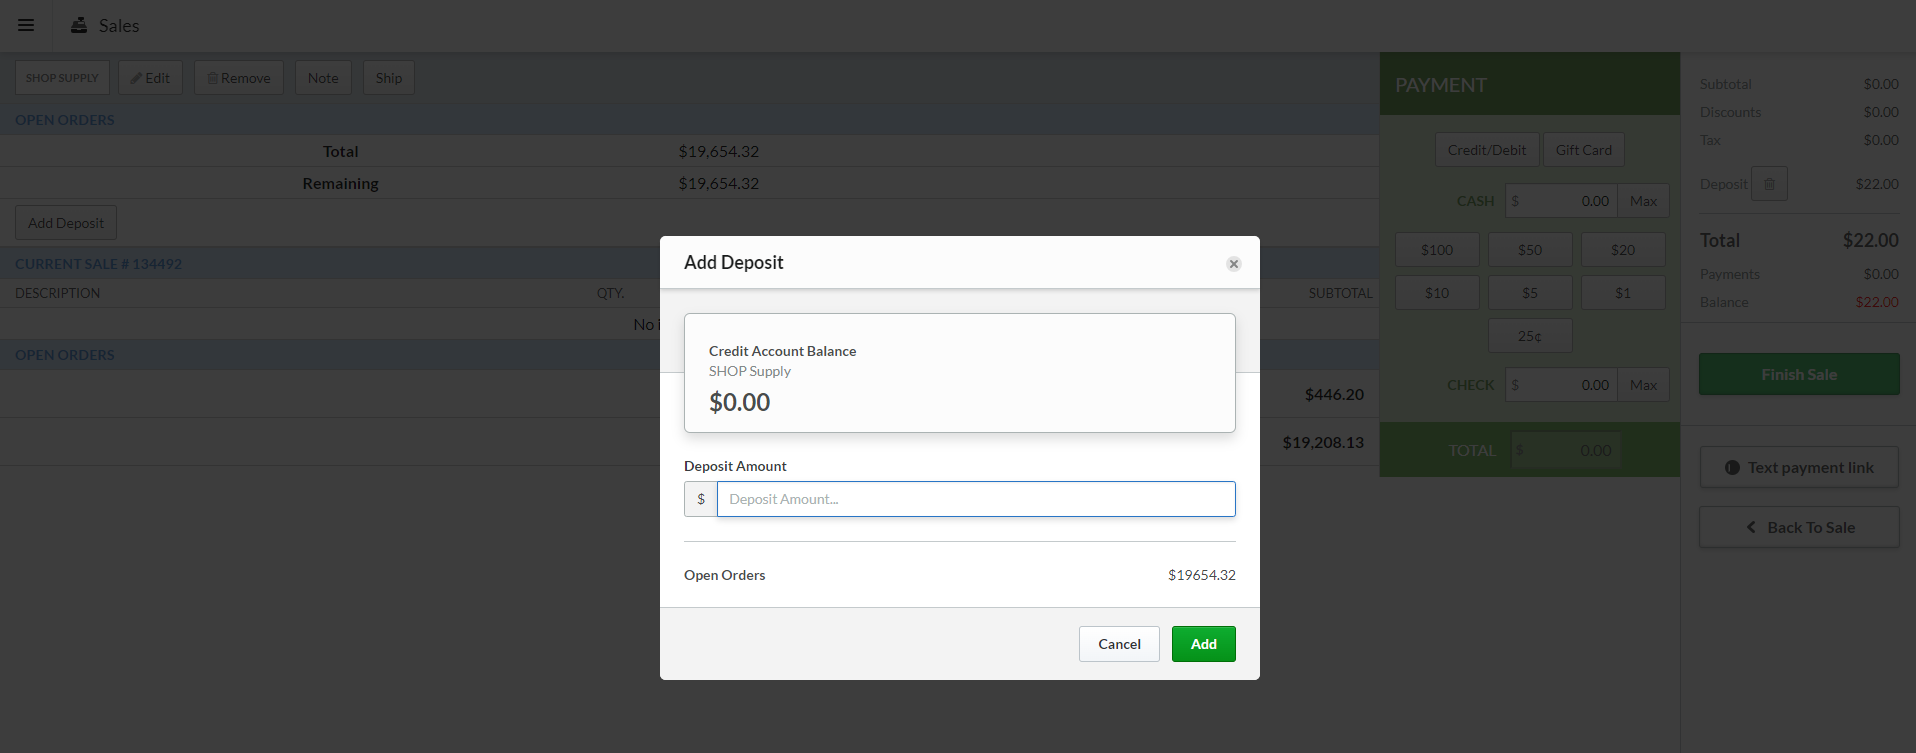 Sales
SHOP SUPPLY Edit Remove Note Ship
OPEN ORDERS
Total $19,654.32
Remaining $19,654.32
Add Deposit
CURRENT SALE # 134492
DESCRIPTION QTY. SUBTOTAL
No i
OPEN ORDERS
$446.20
$19,208.13
PAYMENT
Credit/Debit Gift Card
CASH $ 0.00 Max
$100 $50 $20
$10 $5 $1
25¢
CHECK $ 0.00 Max
TOTAL $ 0.00
Subtotal $0.00
Discounts $0.00
Tax $0.00
Deposit $22.00
Total $22.00
Payments $0.00
Balance $22.00
Finish Sale
Text payment link
Back To Sale
Add Deposit
Credit Account Balance
SHOP Supply
$0.00
Deposit Amount
$ Deposit Amount...
Open Orders $19654.32
Cancel Add